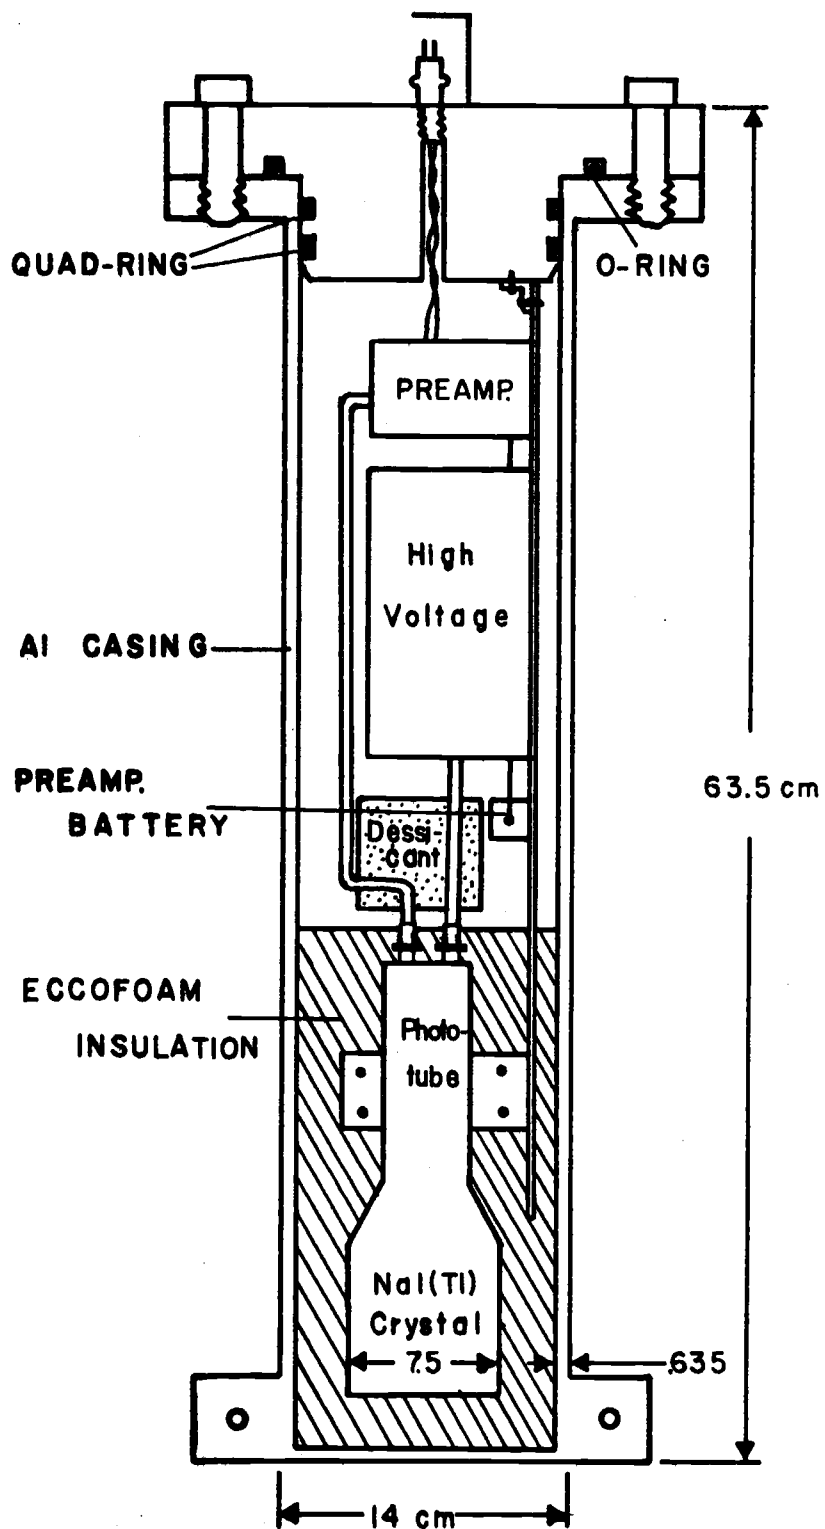 QUAD-RING
O-RING
PREAMP.
High
Voltage
Al CASING
PREAMP.
BATTERY
63.5 cm
Dessi-
cant
ECCOFOAM
INSULATION
Photo-
tube
NaI(Tl)
Crystal
7.5
.635
14 cm